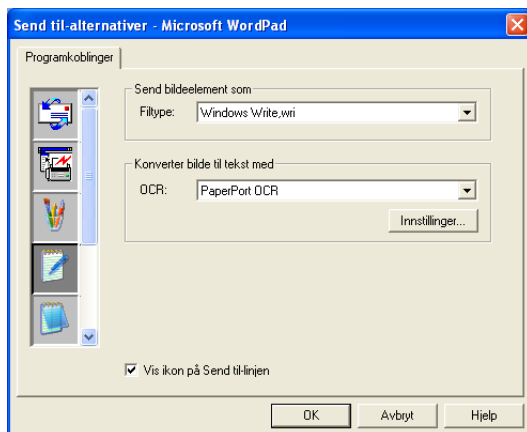 Send til-alternativer - Microsoft WordPad
Programkoblinger
Send bildeelement som
Filtype: Windows Write,wri
Konverter bilde til tekst med
OCR: PaperPort OCR
Innstillinger...
Vis ikon på Send til-linjen
OK Avbryt Hjelp